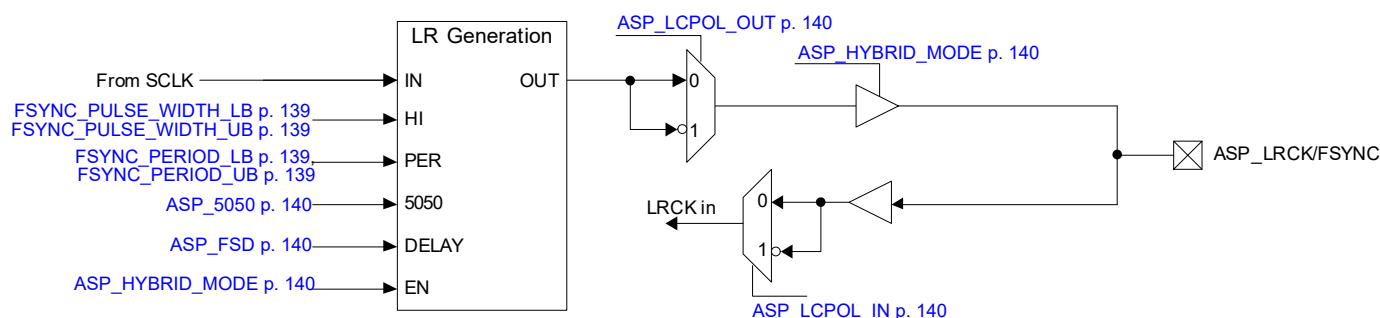 ASP_LCPOL_OUT p. 140
LR Generation
ASP_HYBRID_MODE p. 140
From SCLK
IN
OUT
0
1
FSYNC_PULSE_WIDTH_LB p. 139
FSYNC_PULSE_WIDTH_UB p. 139
HI
FSYNC_PERIOD_LB p. 139,
FSYNC_PERIOD_UB p. 139
PER
ASP_LRCK/FSYNC
ASP_5050 p. 140
5050
LRCK in
0
1
ASP_FSD p. 140
DELAY
ASP_HYBRID_MODE p. 140
EN
ASP_LCPOL_IN p. 140